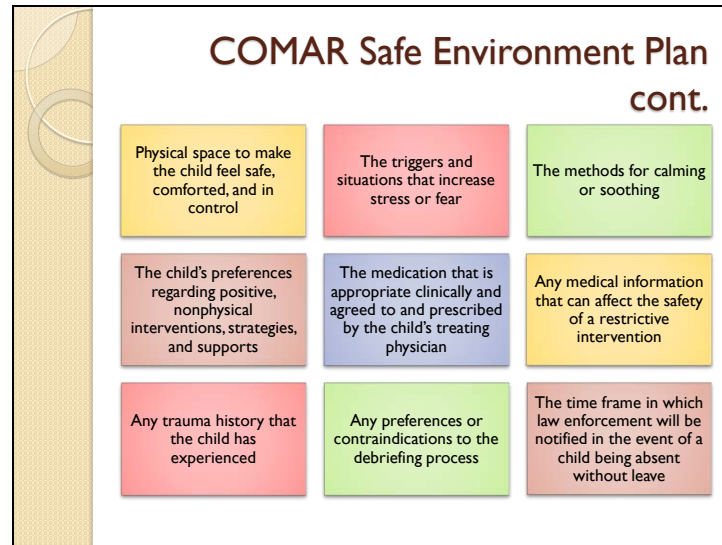 COMAR Safe Environment Plan
cont.
Physical space to make
the child feel safe,
comforted, and in
control
The triggers and
situations that increase
stress or fear
The methods for calming
or soothing
The child’s preferences
regarding positive,
nonphysical
interventions, strategies,
and supports
The medication that is
appropriate clinically and
agreed to and prescribed
by the child’s treating
physician
Any medical information
that can affect the safety
of a restrictive
intervention
Any trauma history that
the child has
experienced
Any preferences or
contraindications to the
debriefing process
The time frame in which
law enforcement will be
notified in the event of a
child being absent
without leave